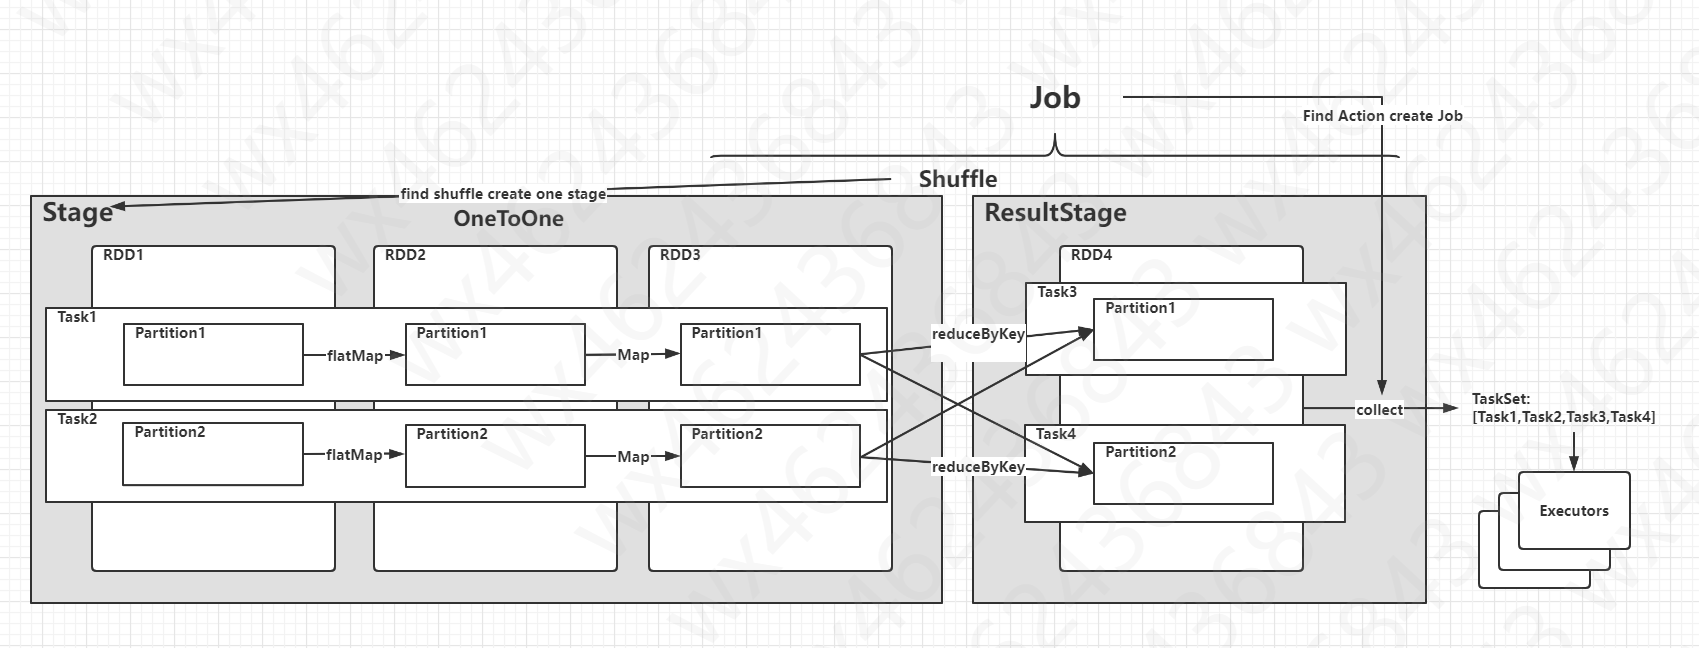 Job
Find Action create Job
Shuffle
find shuffle create one stage
Stage
OneToOne
ResultStage
RDD1
RDD2
RDD3
RDD4
Task1
Partition1
flatMap
Partition1
Map
Partition1
Task2
Partition2
flatMap
Partition2
Map
Partition2
reduceByKey
reduceByKey
Task3
Partition1
Task4
Partition2
collect
TaskSet:
[Task1,Task2,Task3,Task4]
Executors
wx462436843